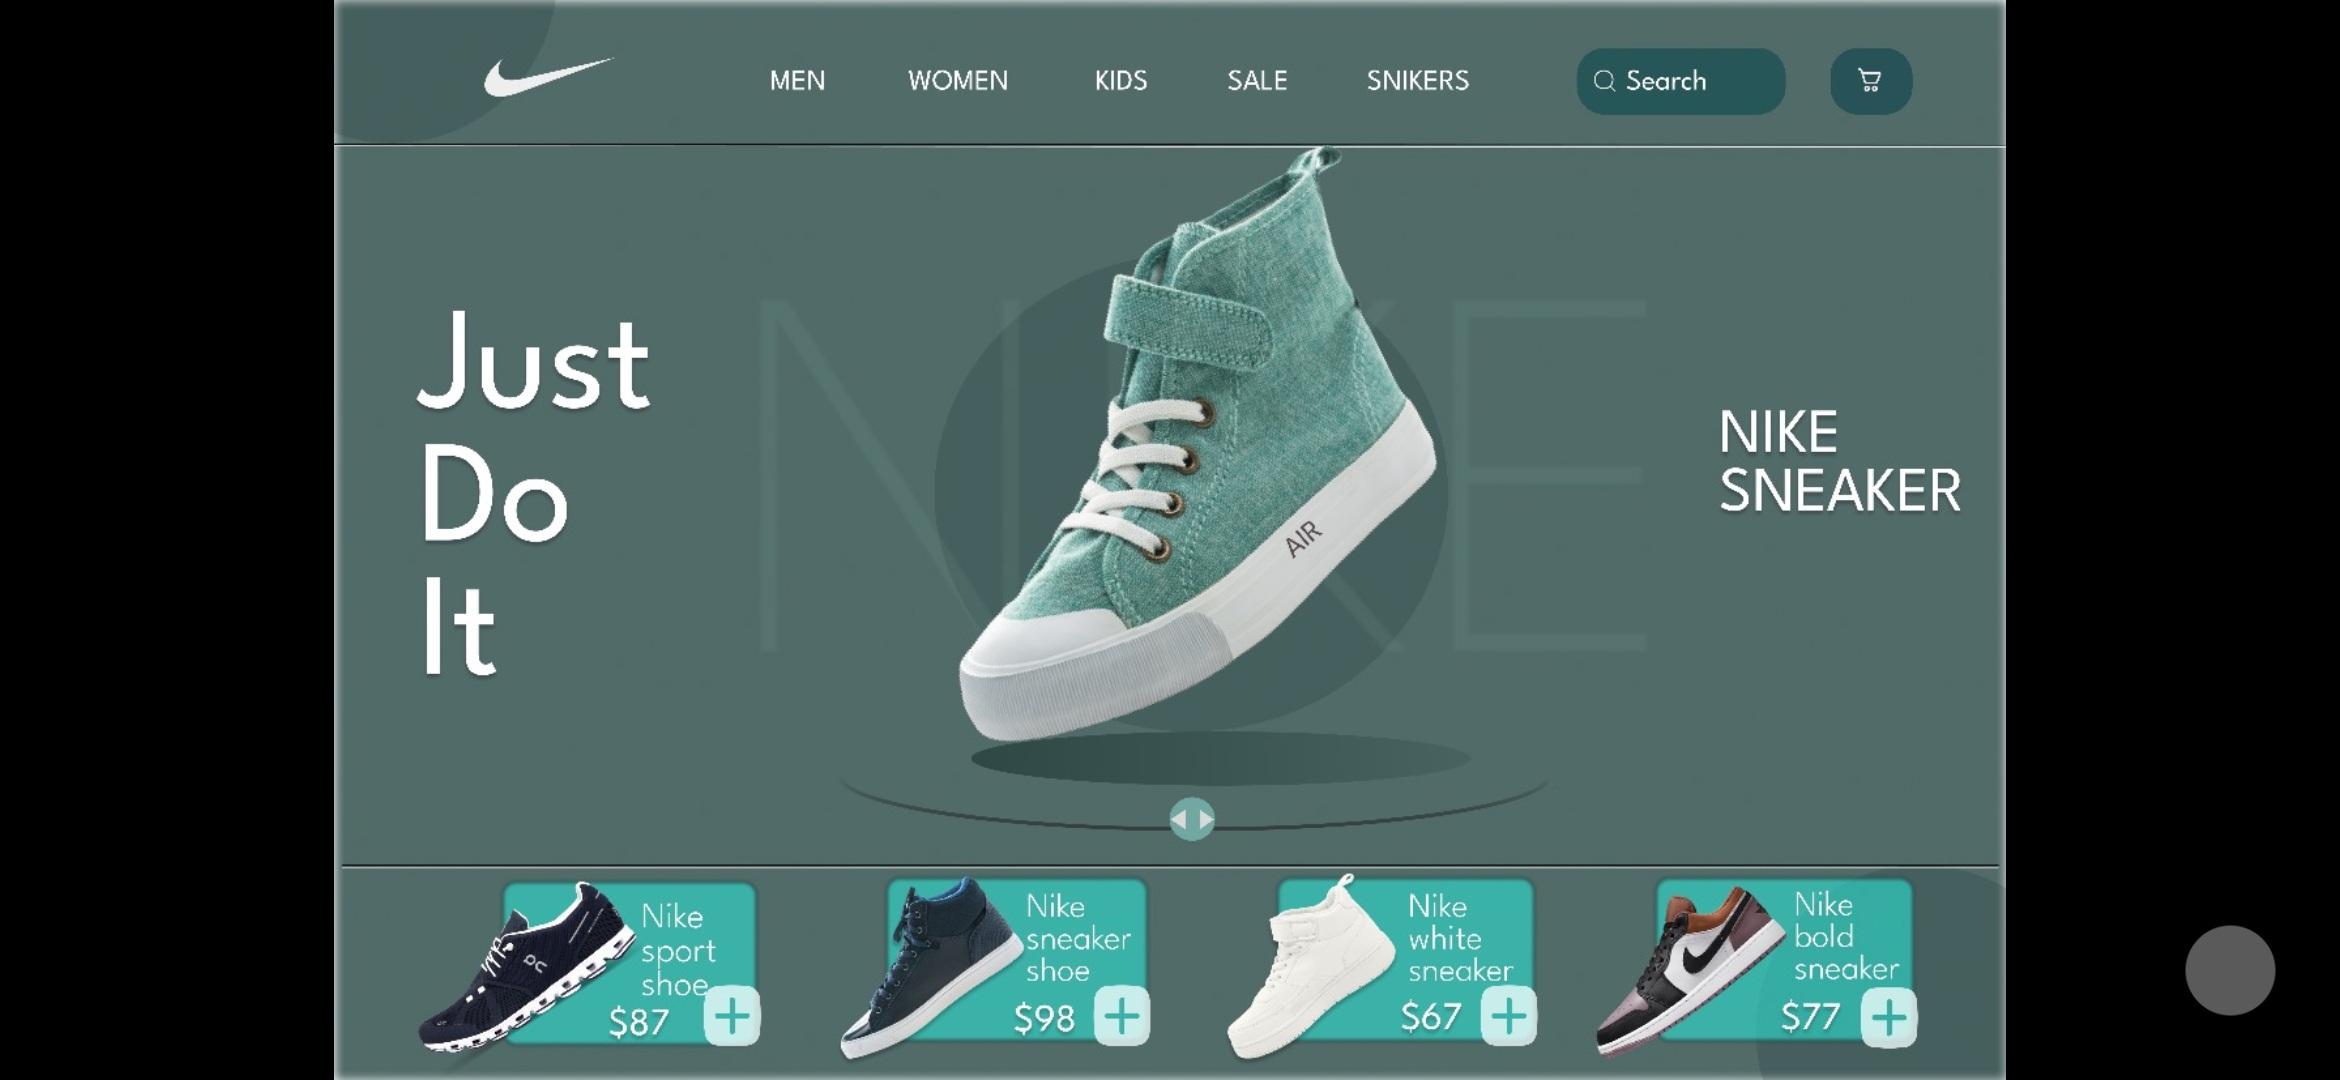 MEN WOMEN KIDS SALE SNIKERS Search
NIKE
Just
Do
It
AIR
NIKE
SNEAKER
Nike
sport
shoe
$87
Nike
sneaker
shoe
$98
Nike
white
sneaker
$67
Nike
bold
sneaker
$77